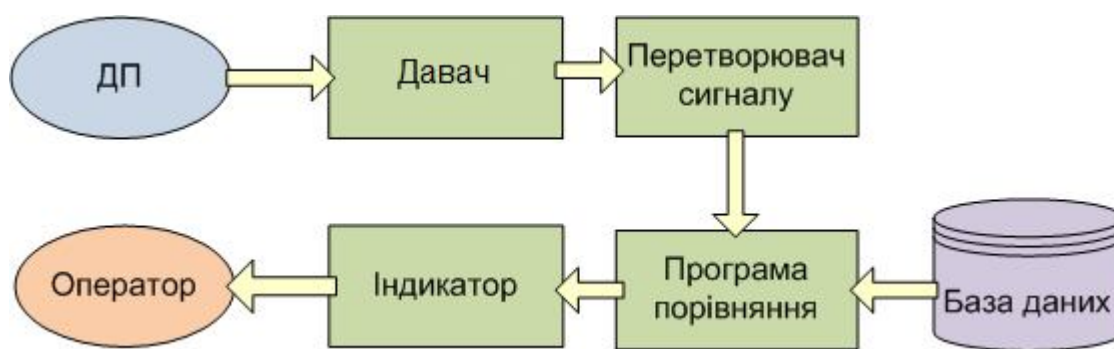 ДП
Давач
Перетворювач
сигналу
Оператор
Індикатор
Програма
порівняння
База даних